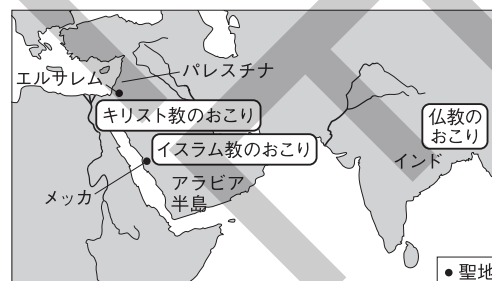 エルサレム
パレスチナ
キリスト教のおこり
イスラム教のおこり
メッカ
アラビア
半島
仏教の
おこり
インド
●聖地